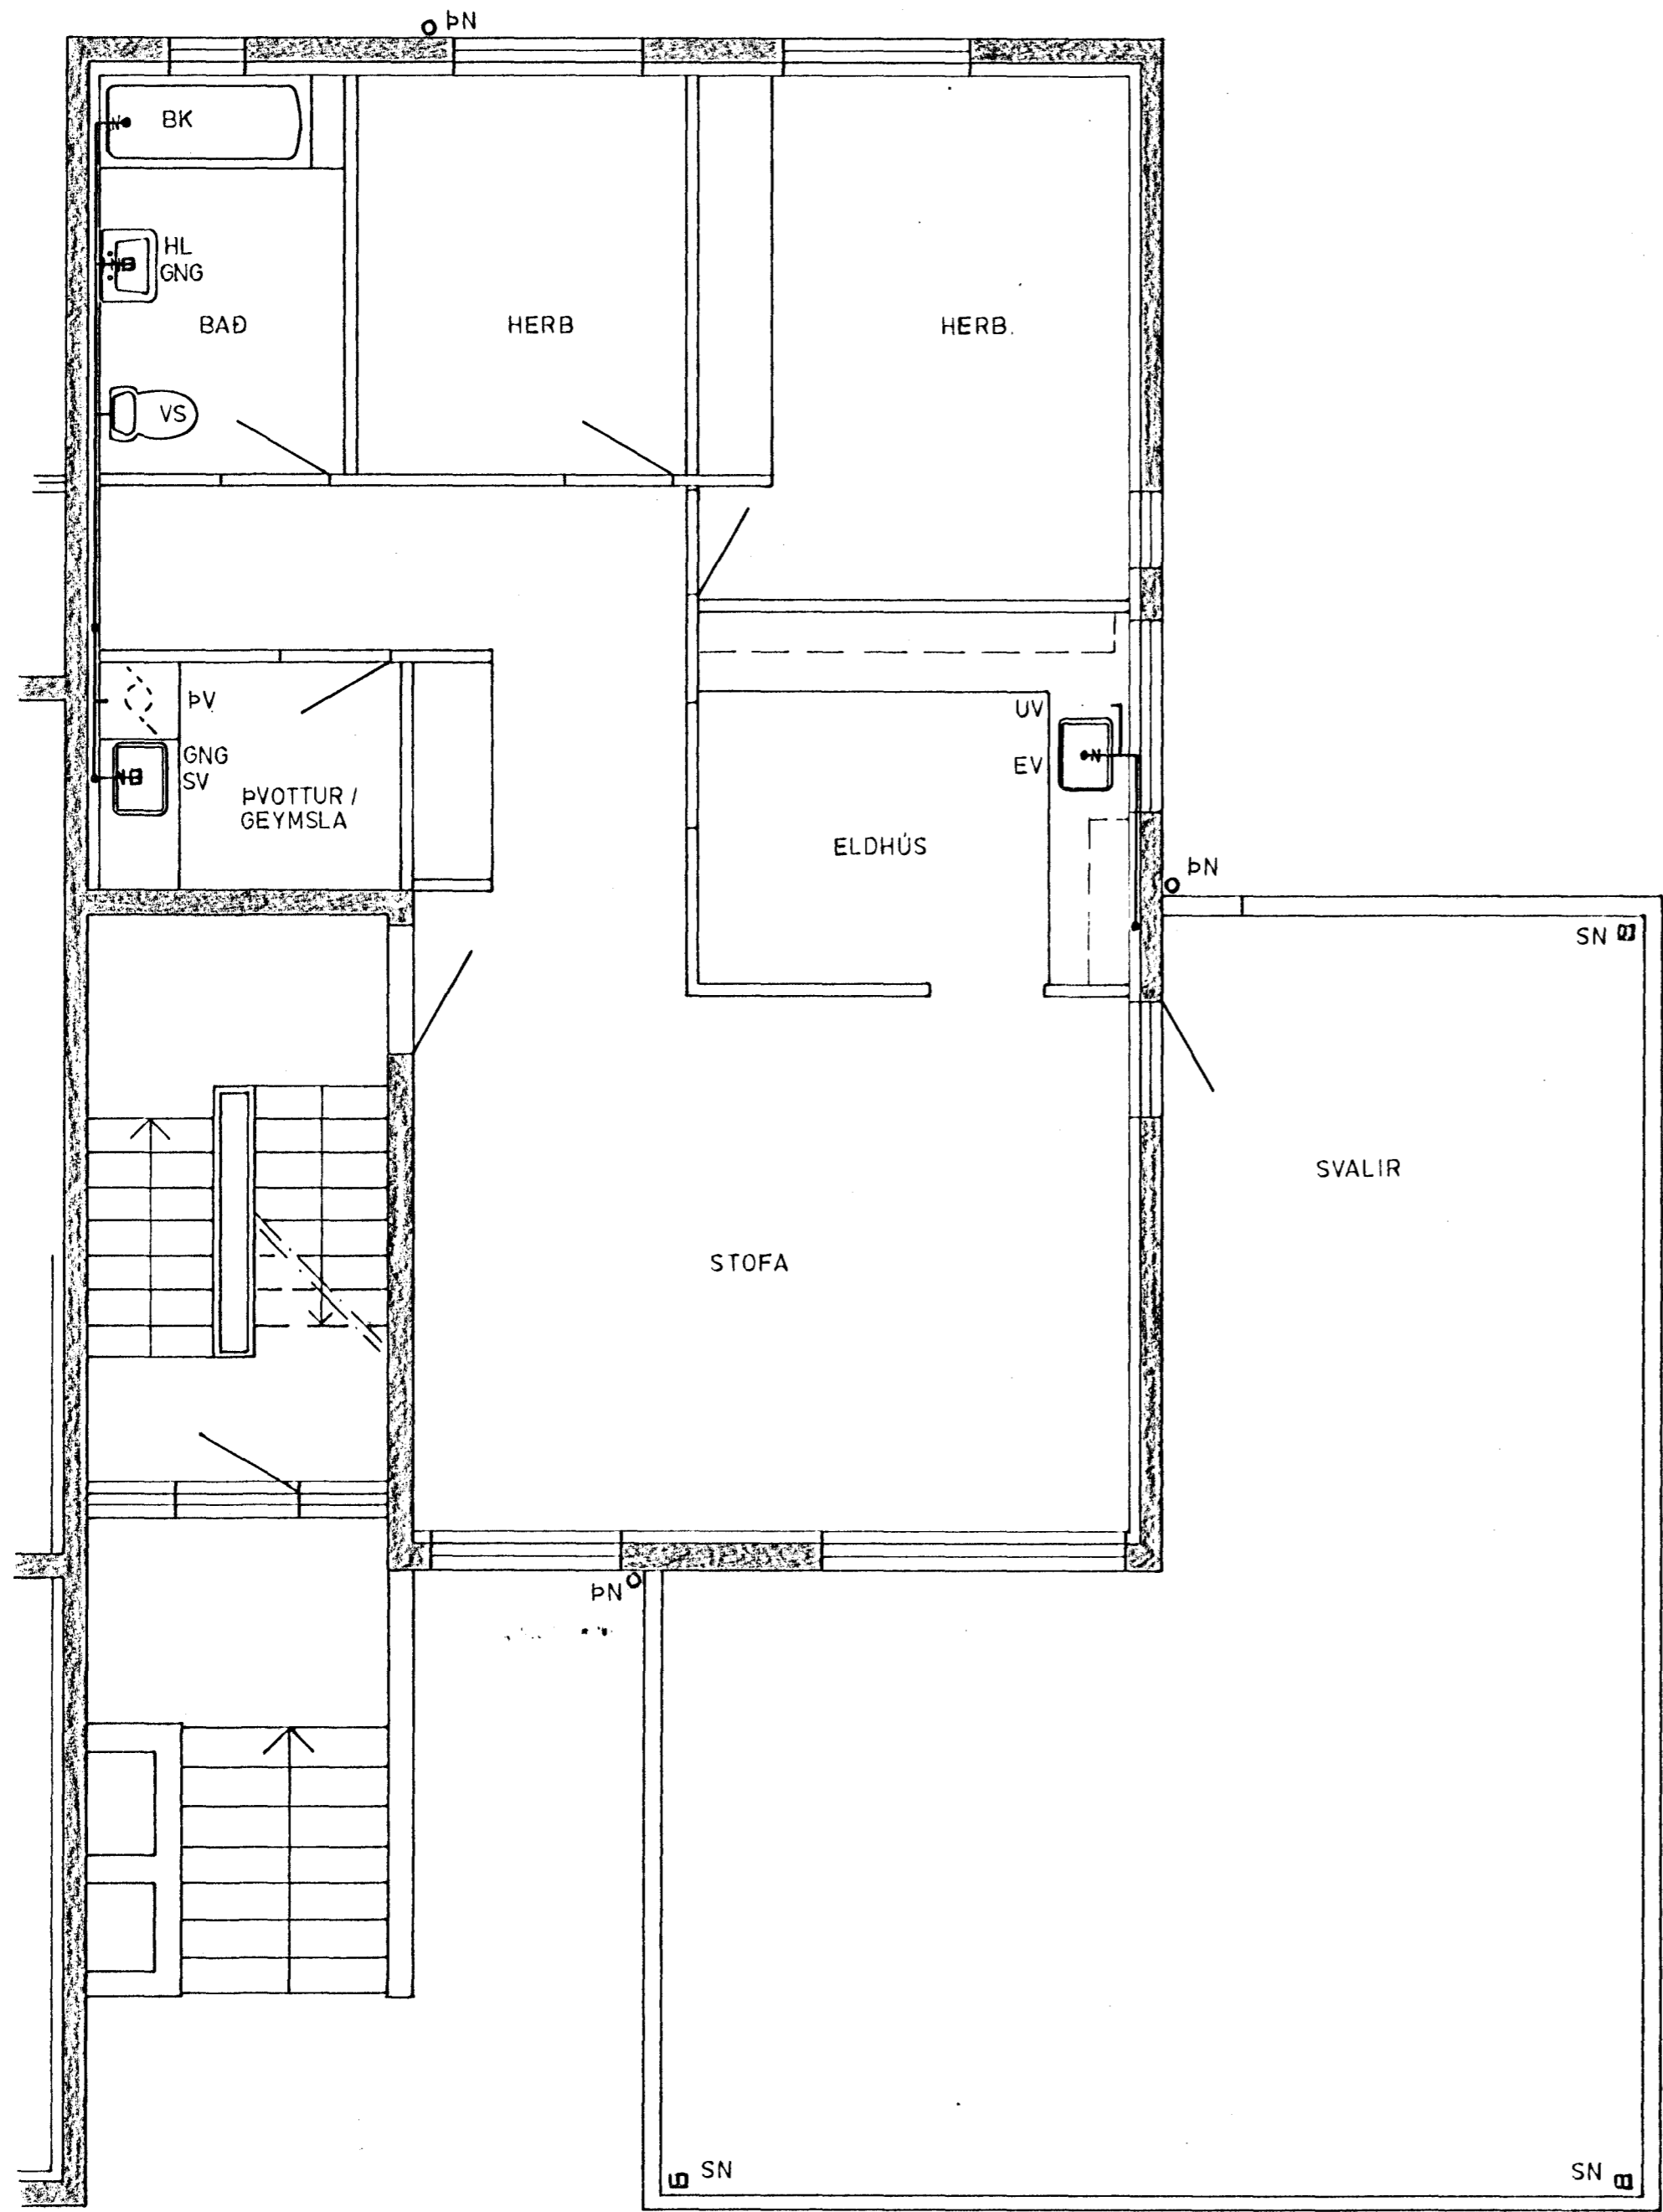 ÞN
BK
HL
GNG
BAÐ
HERB
HERB.
VS
ÞV
GNG
SV
ÞVOTTUR /
GEYMSLA
UV
EV
ELDHÚS
ÞN
SN
SVALIR
STOFA
ÞN
SN
SN